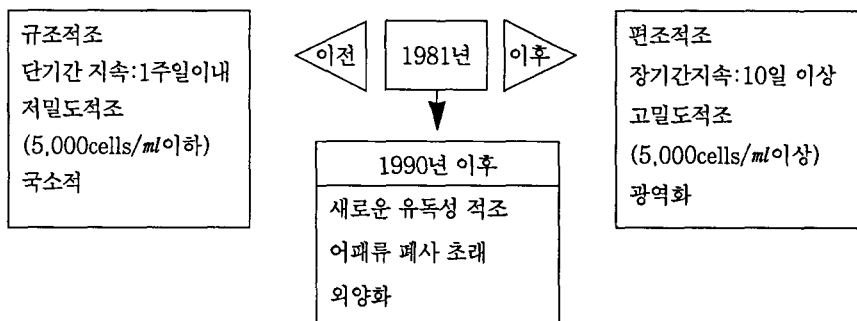 규조적조
단기간 지속:1주일이내
저밀도적조
(5,000cells/ml이하)
국소적
이전
1981년
이후
편조적조
장기간지속:10일 이상
고밀도적조
(5,000cells/ml이상)
광역화
1990년 이후
새로운 유독성 적조
어패류 폐사 초래
외양화